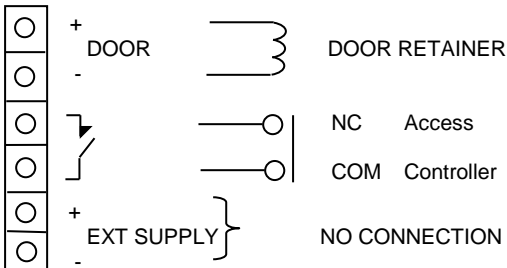 +
DOOR DOOR RETAINER
-
NC Access
COM Controller
+
EXT SUPPLY NO CONNECTION
-